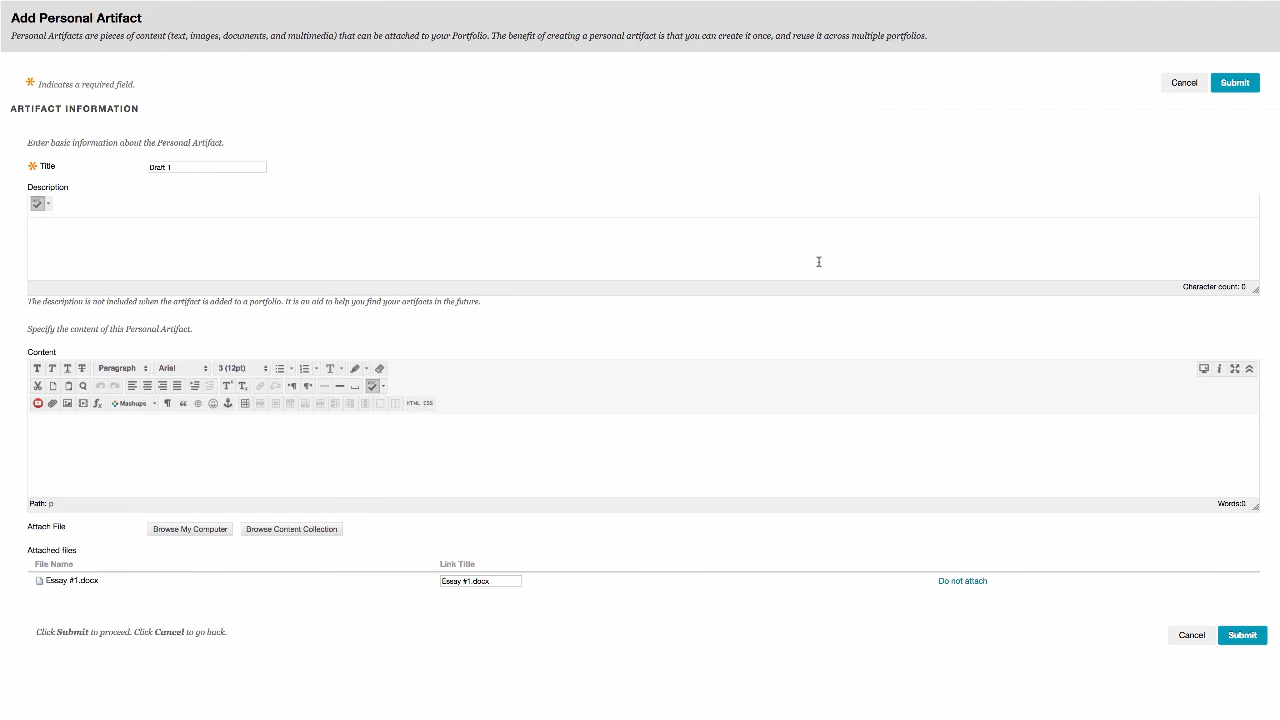 Add Personal Artifact
Personal Artifacts are pieces of content (text, images, documents, and multimedia) that can be attached to your Portfolio. The benefit of creating a personal artifact is that you can create it once, and reuse it across multiple portfolios.
* Indicates a required field.
Cancel Submit
ARTIFACT INFORMATION
Enter basic information about the Personal Artifact.
* Title Draft 1
Description
Character count: 0
The description is not included when the artifact is added to a portfolio. It is an aid to help you find your artifacts in the future.
Specify the content of this Personal Artifact.
Content
T T T T Paragraph Arial 3 (12pt) T
Mashups HTML CSS
Path: p Words:0
Attach File Browse My Computer Browse Content Collection
Attached files
File Name Link Title
Essay #1.docx Essay #1.docx Do not attach
Click Submit to proceed. Click Cancel to go back.
Cancel Submit